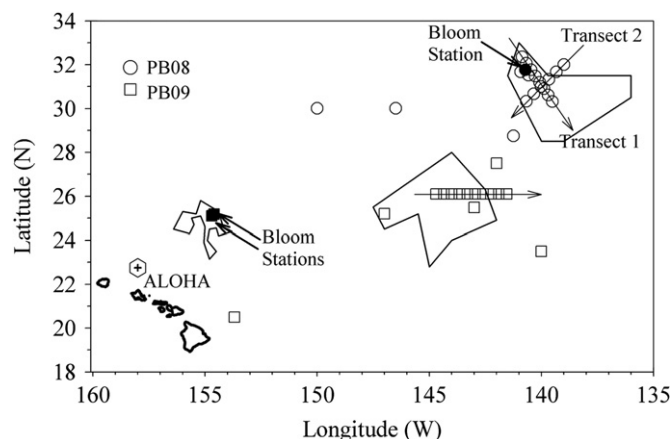 34
32
30
28
26
24
22
20
18
Latitude (N)
PB08
PB09
Bloom
Station
Transect 2
Transect 1
Bloom
Stations
ALOHA
160
155
150
145
140
135
Longitude (W)